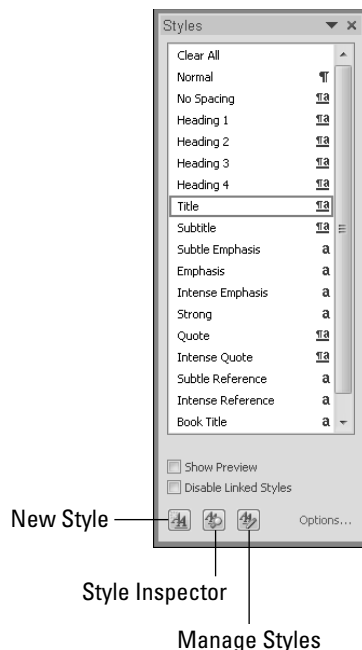 Styles
Clear All
Normal ¶
No Spacing ¶a
Heading 1 ¶a
Heading 2 ¶a
Heading 3 ¶a
Heading 4 ¶a
Title ¶a
Subtitle ¶a
Subtle Emphasis a
Emphasis a
Intense Emphasis a
Strong a
Quote ¶a
Intense Quote ¶a
Subtle Reference a
Intense Reference a
Book Title a
Show Preview
Disable Linked Styles
New Style
Options...
Style Inspector
Manage Styles